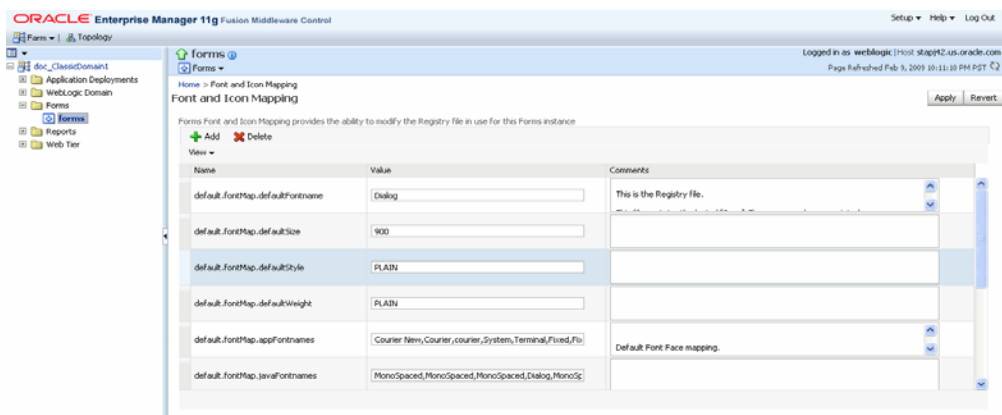 ORACLE Enterprise Manager 11g Fusion Middleware Control
Setup Help Log Out
Farm Topology
doc_ClassicDomain1
Application Deployments
WebLogic Domain
Forms
forms
Reports
Web Tier
forms
Logged in as weblogic|Host stapj42.us.oracle.com
Forms
Page Refreshed Feb 9, 2009 10:11:10 PM PST
Home > Font and Icon Mapping
Font and Icon Mapping
Apply Revert
Forms Font and Icon Mapping provides the ability to modify the Registry file in use for this Forms instance
Add Delete
View
Name Value Comments
default.fontMap.defaultFontname Dialog This is the Registry file.
default.fontMap.defaultSize 900
default.fontMap.defaultStyle PLAIN
default.fontMap.defaultWeight PLAIN
default.fontMap.appFontnames Courier New,Courier,courier,System,Terminal,Fixed,Fix Default Font Face mapping.
default.fontMap.javaFontnames MonoSpaced,MonoSpaced,MonoSpaced,Dialog,MonoSp